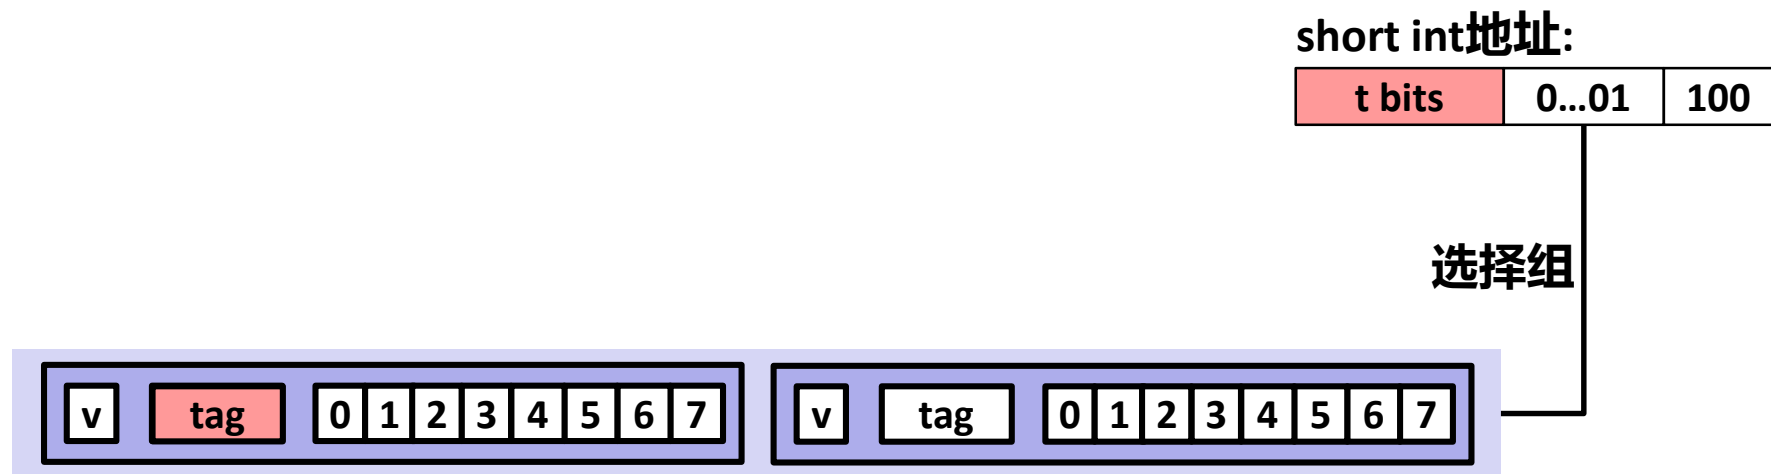 short int地址:
t bits 0...01 100
选择组
v tag 0 1 2 3 4 5 6 7 v tag 0 1 2 3 4 5 6 7